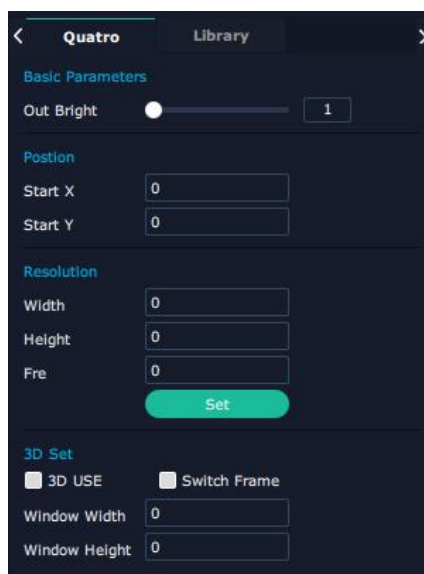 Quatro Library
Basic Parameters
Out Bright 1
Postion
Start X 0
Start Y 0
Resolution
Width 0
Height 0
Fre 0
Set
3D Set
3D USE Switch Frame
Window Width 0
Window Height 0